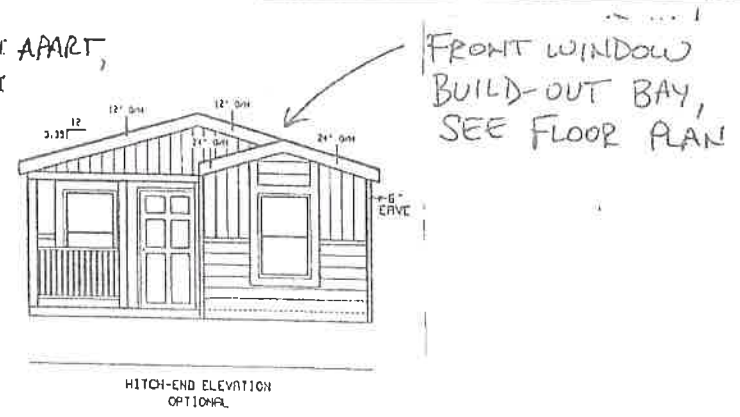 APART,
FRONT WINDOW
BUILD-OUT BAY,
SEE FLOOR PLAN
12" O/H
12" O/H
12
3.39
24" O/H
24" O/H
6"
EAVE
HITCH-END ELEVATION
OPTIONAL